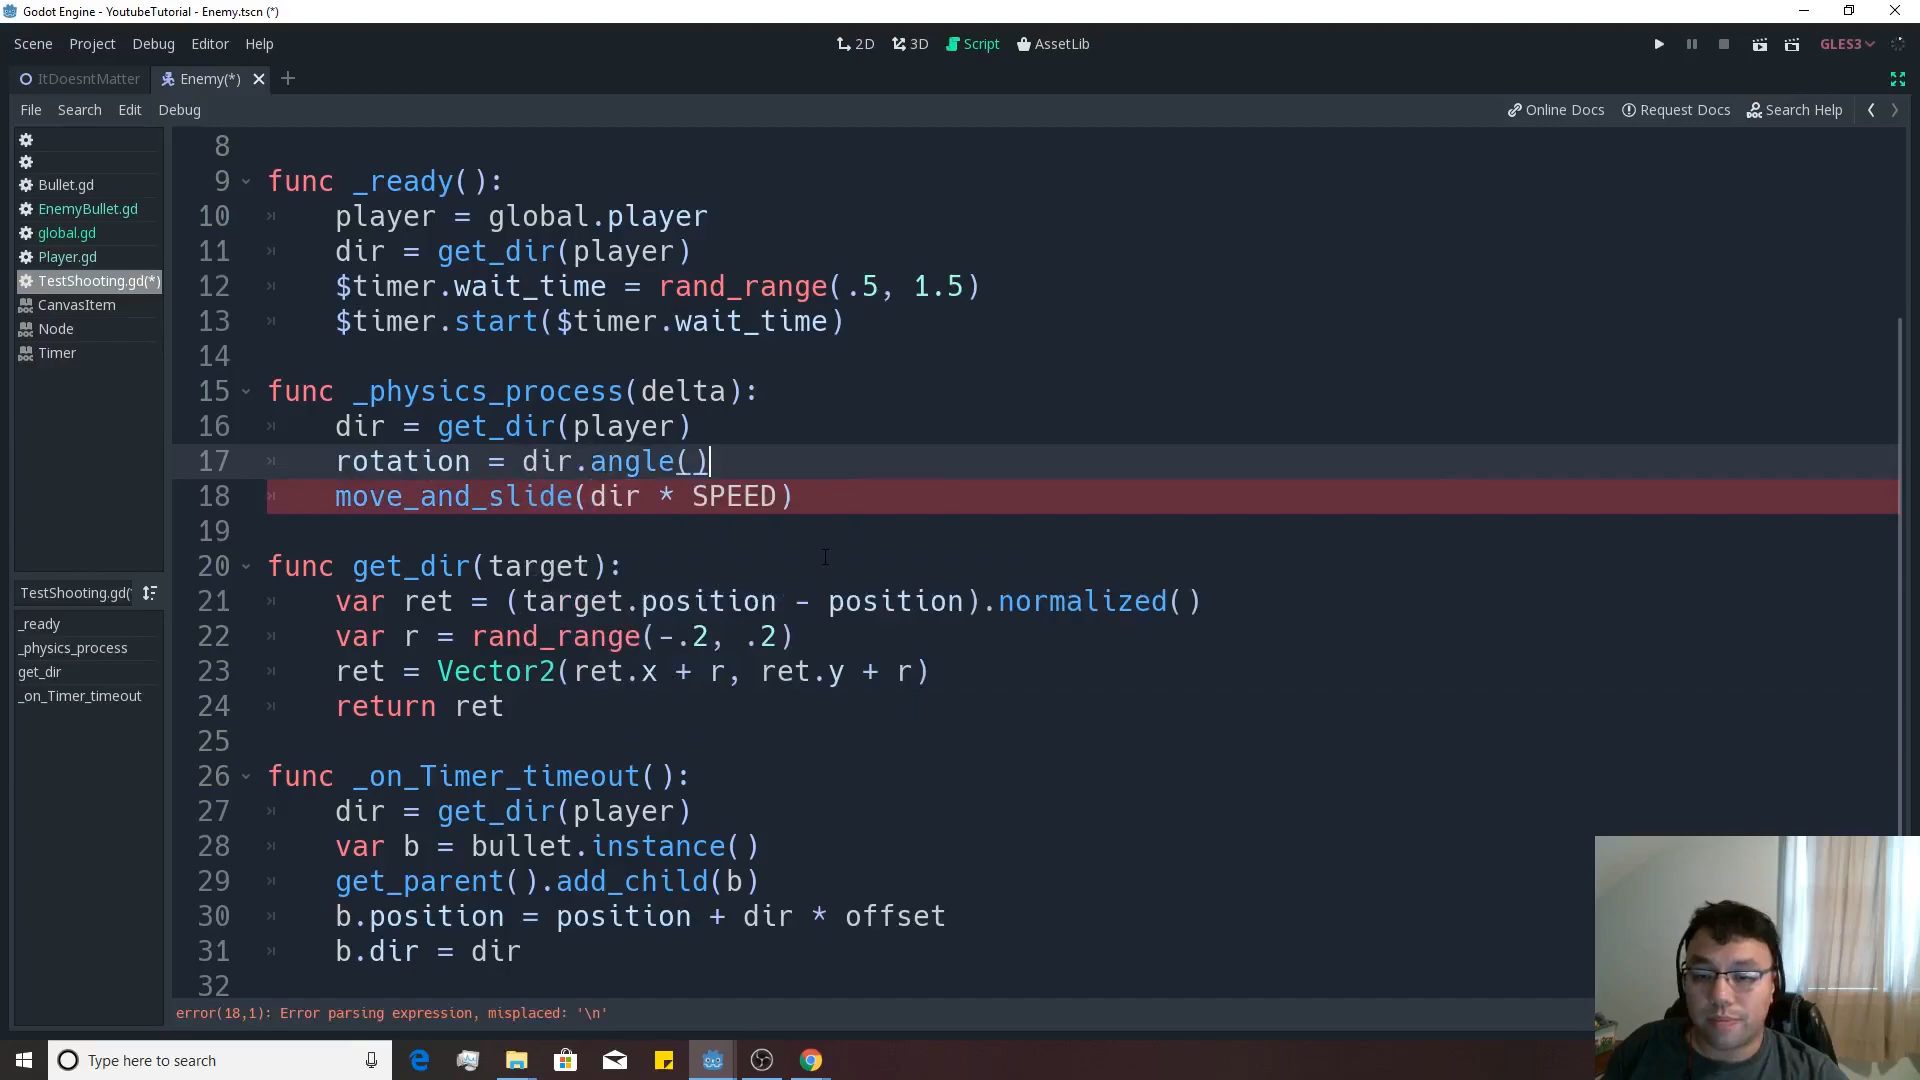 Godot Engine - YoutubeTutorial - Enemy.tscn (*)
Scene Project Debug Editor Help
2D 3D Script AssetLib
GLES3
ItDoesntMatter Enemy(*)
File Search Edit Debug
Online Docs Request Docs Search Help
Bullet.gd
EnemyBullet.gd
global.gd
Player.gd
TestShooting.gd(*)
CanvasItem
Node
Timer
TestShooting.gd(
_ready
_physics_process
get_dir
_on_Timer_timeout
8
9 func _ready():
10 player = global.player
11 dir = get_dir(player)
12 $timer.wait_time = rand_range(.5, 1.5)
13 $timer.start($timer.wait_time)
14
15 func _physics_process(delta):
16 dir = get_dir(player)
17 rotation = dir.angle()
18 move_and_slide(dir * SPEED)
19
20 func get_dir(target):
21 var ret = (target.position - position).normalized()
22 var r = rand_range(-.2, .2)
23 ret = Vector2(ret.x + r, ret.y + r)
24 return ret
25
26 func _on_Timer_timeout():
27 dir = get_dir(player)
28 var b = bullet.instance()
29 get_parent().add_child(b)
30 b.position = position + dir * offset
31 b.dir = dir
32
error(18,1): Error parsing expression, misplaced: '\n'
Type here to search